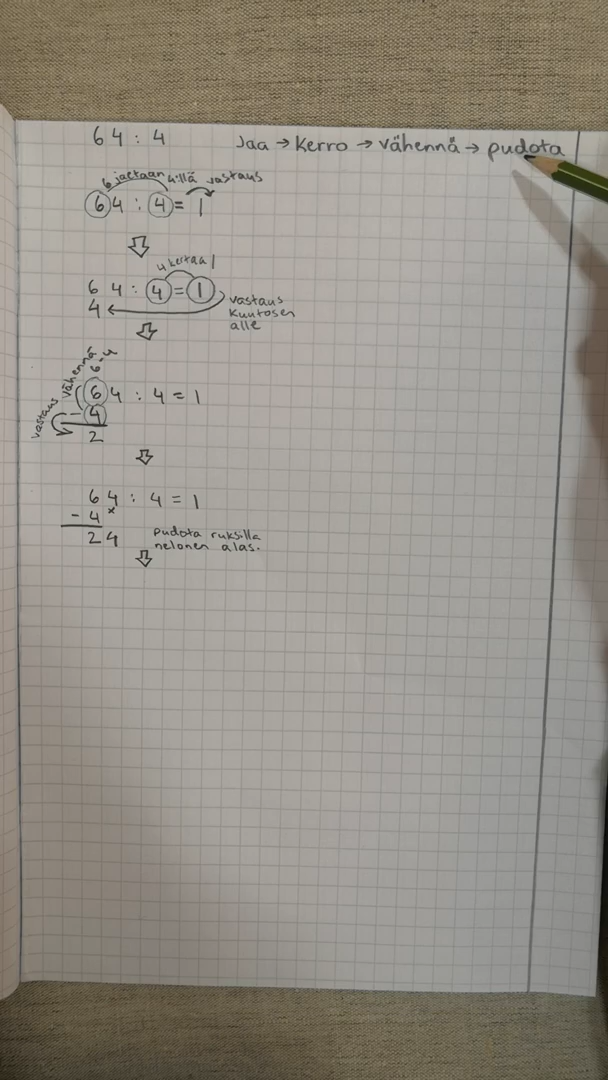 64 : 4
Jaa → Kerro → vähennä → pudota
6 jaetaan 4:llä vastaus
64 : 4 = 1
4 kertaa 1
64 : 4 = 1
4
vastaus
kuutosen
alle
vähennä
6-4
vastaus
64 : 4 = 1
- 4
2
64 : 4 = 1
- 4 x
24
pudota ruksilla
nelonen alas.